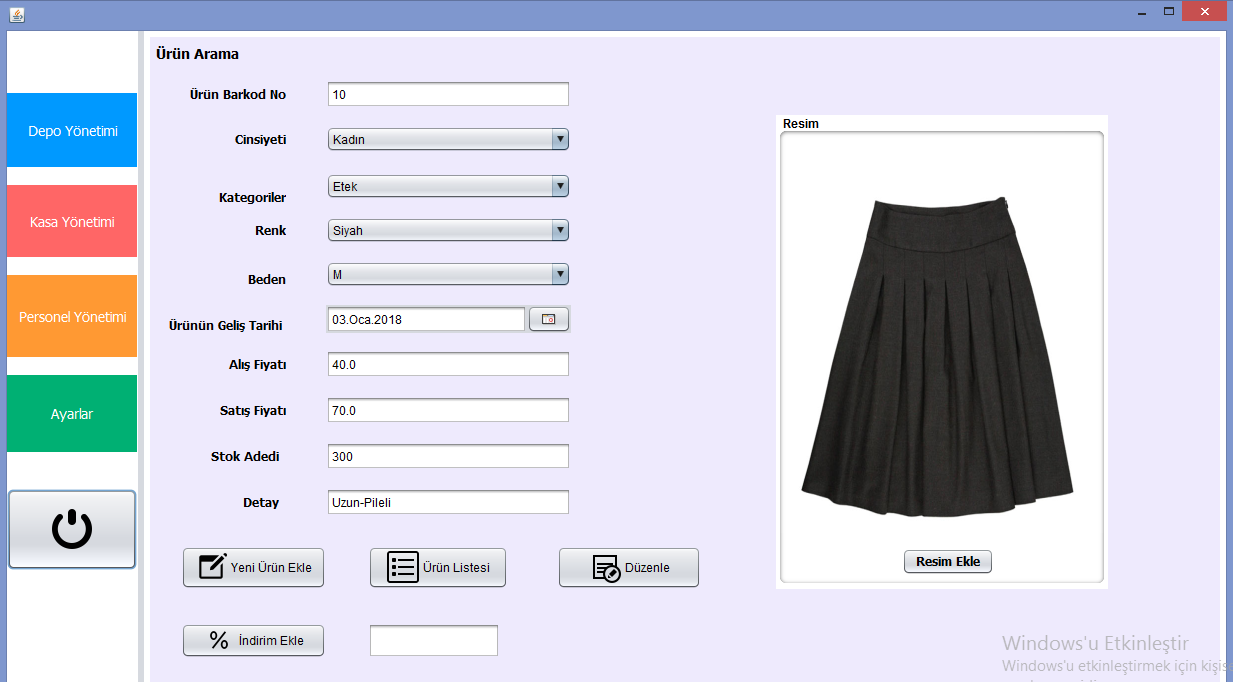 Ürün Arama
Ürün Barkod No
10
Cinsiyeti
Kadın
Kategoriler
Etek
Renk
Siyah
Beden
M
Ürünün Geliş Tarihi
03.Oca.2018
Alış Fiyatı
40.0
Satış Fiyatı
70.0
Stok Adedi
300
Detay
Uzun-Pileli
Yeni Ürün Ekle
Ürün Listesi
Düzenle
% İndirim Ekle
Depo Yönetimi
Kasa Yönetimi
Personel Yönetimi
Ayarlar
Resim
Resim Ekle
Windows'u Etkinleştir
Windows'u etkinleştirmek için